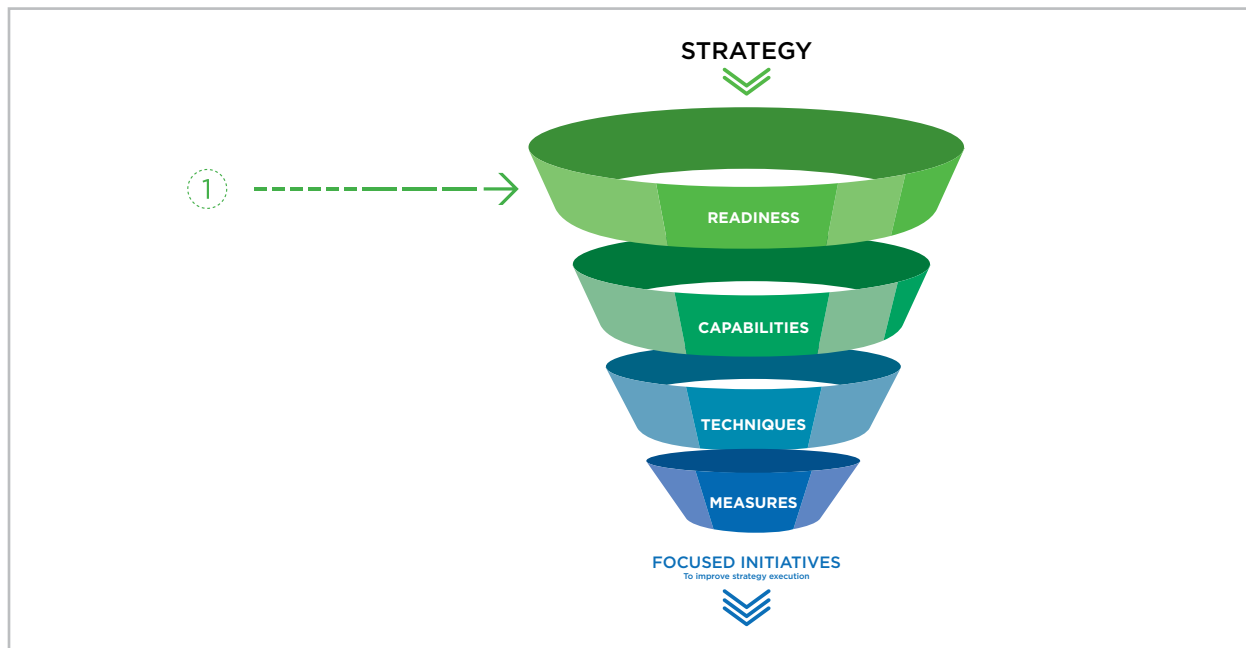 STRATEGY
1
READINESS
CAPABILITIES
TECHNIQUES
MEASURES
FOCUSED INITIATIVES
To improve strategy execution